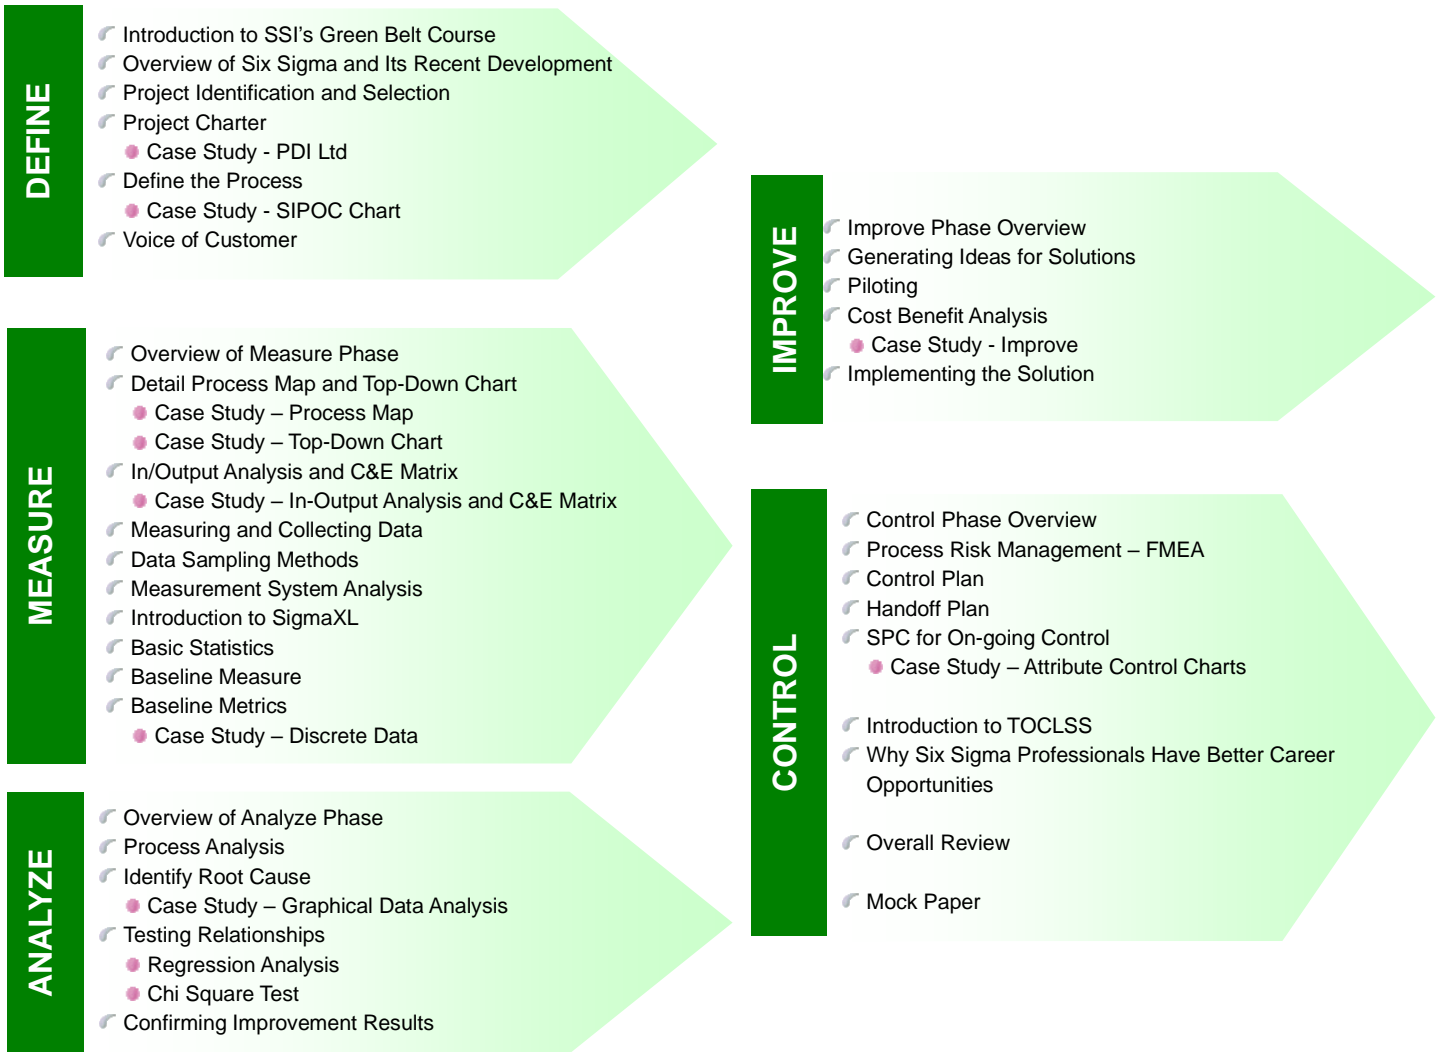 DEFINE
Introduction to SSI's Green Belt Course
Overview of Six Sigma and Its Recent Development
Project Identification and Selection
Project Charter
Case Study - PDI Ltd
Define the Process
Case Study - SIPOC Chart
Voice of Customer
MEASURE
Overview of Measure Phase
Detail Process Map and Top-Down Chart
Case Study – Process Map
Case Study – Top-Down Chart
In/Output Analysis and C&E Matrix
Case Study – In-Output Analysis and C&E Matrix
Measuring and Collecting Data
Data Sampling Methods
Measurement System Analysis
Introduction to SigmaXL
Basic Statistics
Baseline Measure
Baseline Metrics
Case Study – Discrete Data
ANALYZE
Overview of Analyze Phase
Process Analysis
Identify Root Cause
Case Study – Graphical Data Analysis
Testing Relationships
Regression Analysis
Chi Square Test
Confirming Improvement Results
IMPROVE
Improve Phase Overview
Generating Ideas for Solutions
Piloting
Cost Benefit Analysis
Case Study - Improve
Implementing the Solution
CONTROL
Control Phase Overview
Process Risk Management – FMEA
Control Plan
Handoff Plan
SPC for On-going Control
Case Study – Attribute Control Charts
Introduction to TOCLSS
Why Six Sigma Professionals Have Better Career
Opportunities
Overall Review
Mock Paper